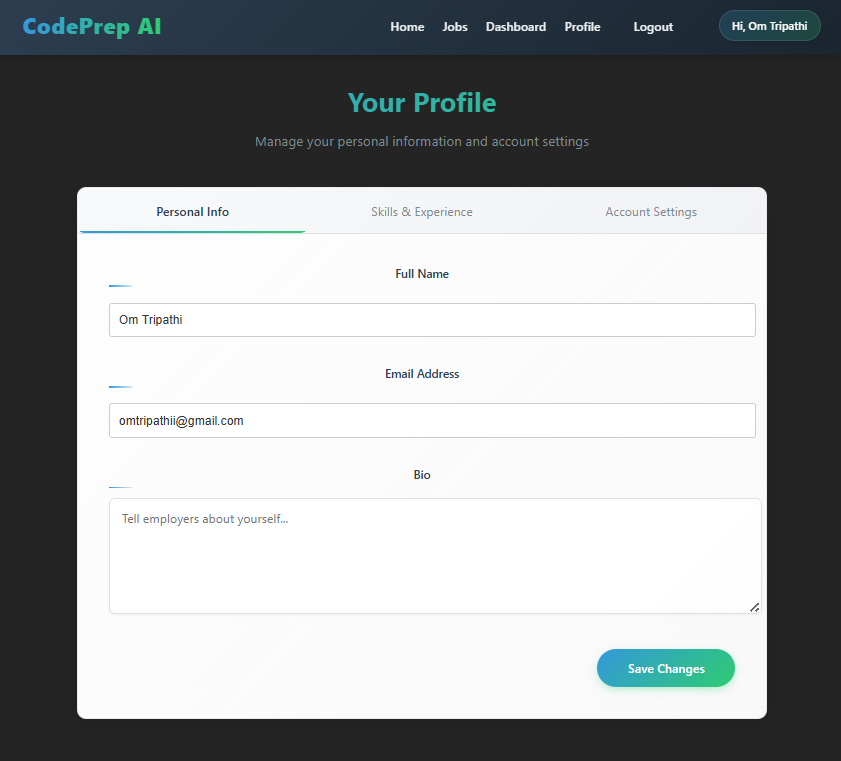 CodePrep AI
Home Jobs Dashboard Profile Logout Hi, Om Tripathi
Your Profile
Manage your personal information and account settings
Personal Info Skills & Experience Account Settings
Full Name
Om Tripathi
Email Address
omtripathii@gmail.com
Bio
Tell employers about yourself...
Save Changes